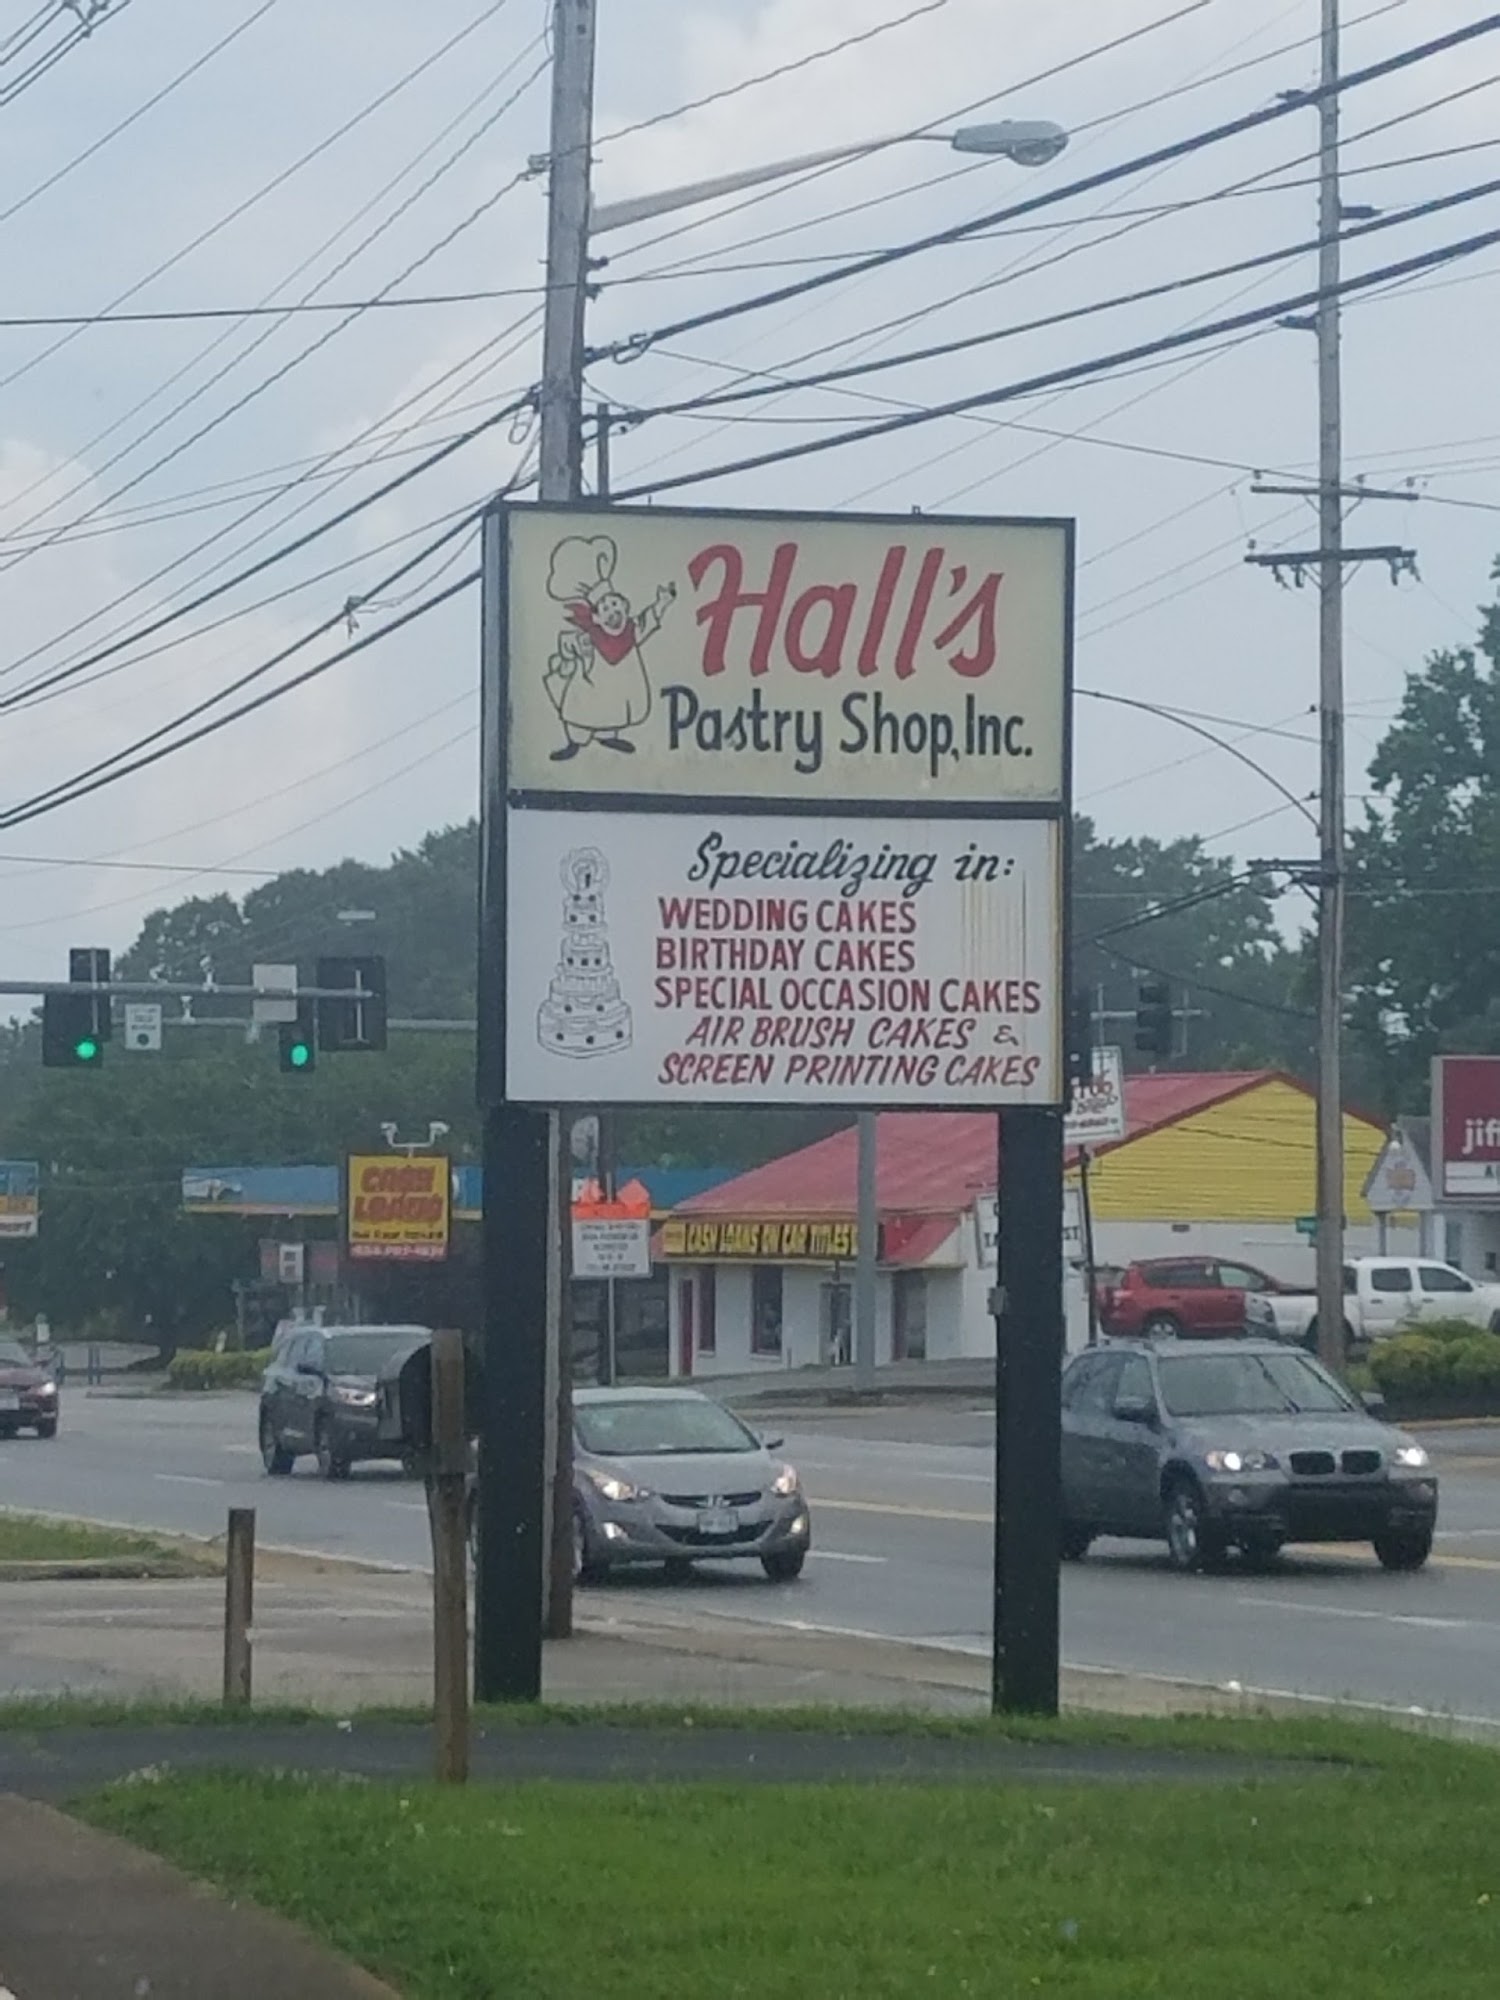 Hall's
Pastry Shop, Inc.
Specializing in:
WEDDING CAKES
BIRTHDAY CAKES
SPECIAL OCCASION CAKES
AIR BRUSH CAKES &
SCREEN PRINTING CAKES
CASH
LOANS
CASH LOANS ON CAR TITLES
jif